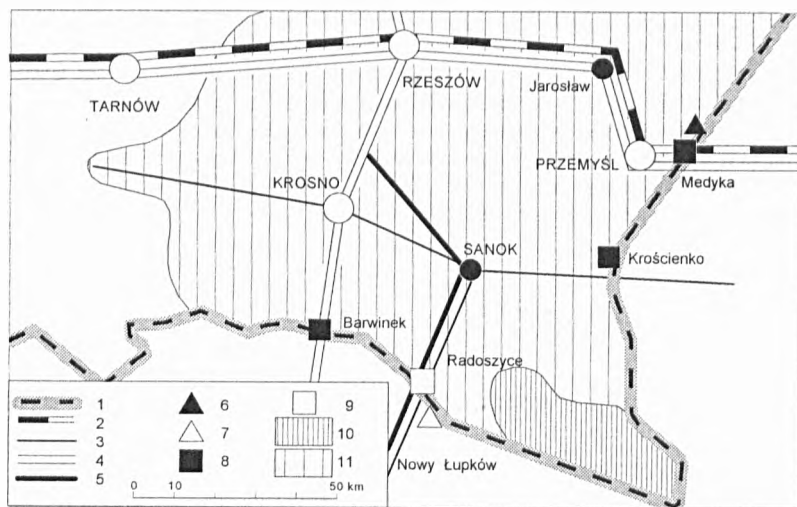 TARNÓW
RZESZÓW
Jarosław
PRZEMYŚL
Medyka
KROSNO
SANOK
Krościenko
Barwinek
Radoszyce
Nowy Łupków
1 6 9
2 7 10
3 8 11
4
5
0 10 50 km